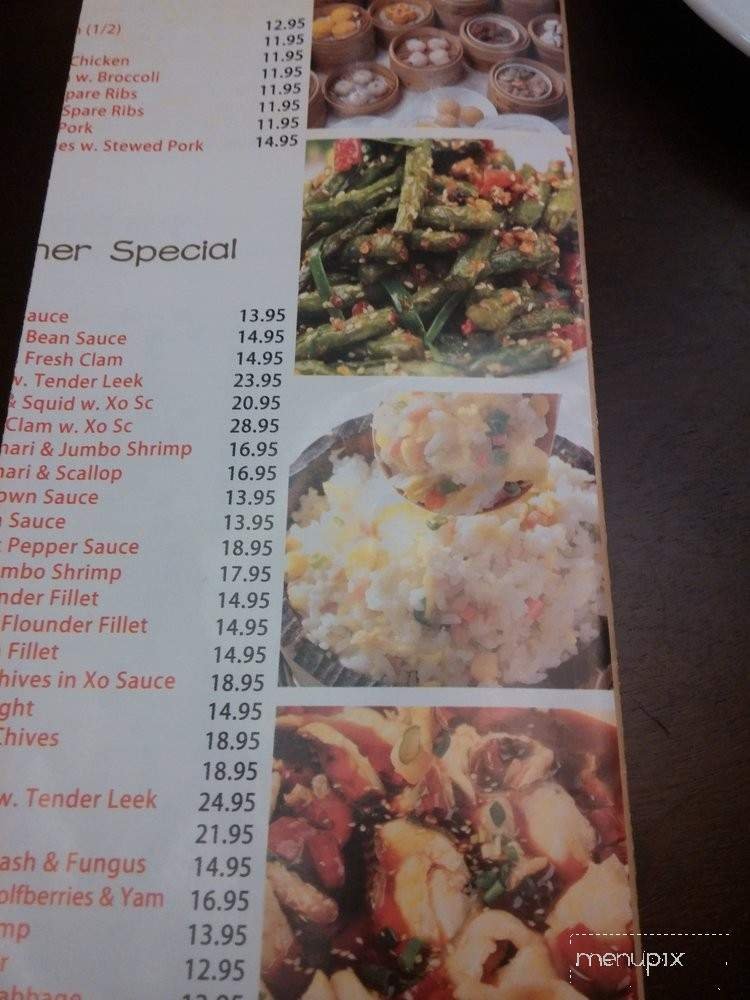 (1/2) 12.95
11.95
Chicken 11.95
w. Broccoli 11.95
Spare Ribs 11.95
Spare Ribs 11.95
Pork 11.95
es w. Stewed Pork 14.95
ner Special
Sauce 13.95
Bean Sauce 14.95
Fresh Clam 14.95
w. Tender Leek 23.95
& Squid w. Xo Sc 20.95
Clam w. Xo Sc 28.95
mari & Jumbo Shrimp 16.95
mari & Scallop 16.95
own Sauce 13.95
Sauce 13.95
Pepper Sauce 18.95
umbo Shrimp 17.95
nder Fillet 14.95
Flounder Fillet 14.95
Fillet 14.95
hives in Xo Sauce 18.95
ght 14.95
Chives 18.95
18.95
w. Tender Leek 24.95
21.95
ash & Fungus 14.95
olfberries & Yam 16.95
mp 13.95
r 12.95
abbage
menupix